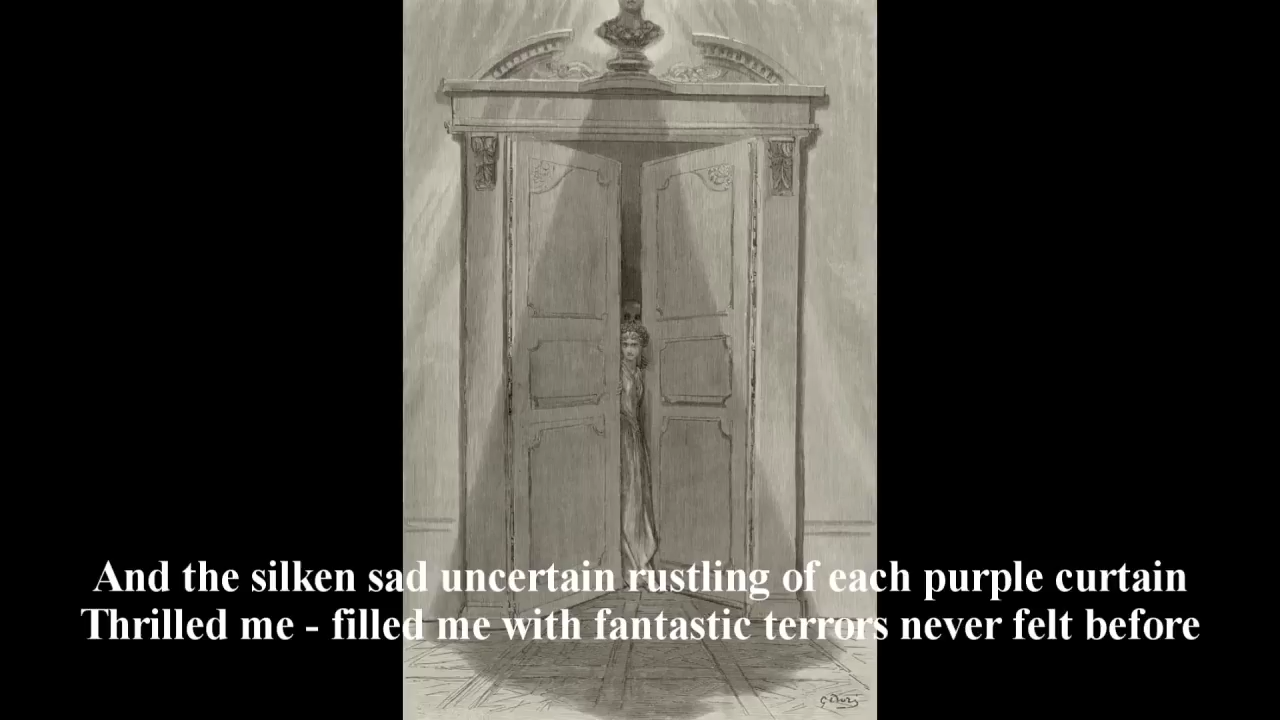 And the silken sad uncertain rustling of each purple curtain
Thrilled me - filled me with fantastic terrors never felt before
G Doré